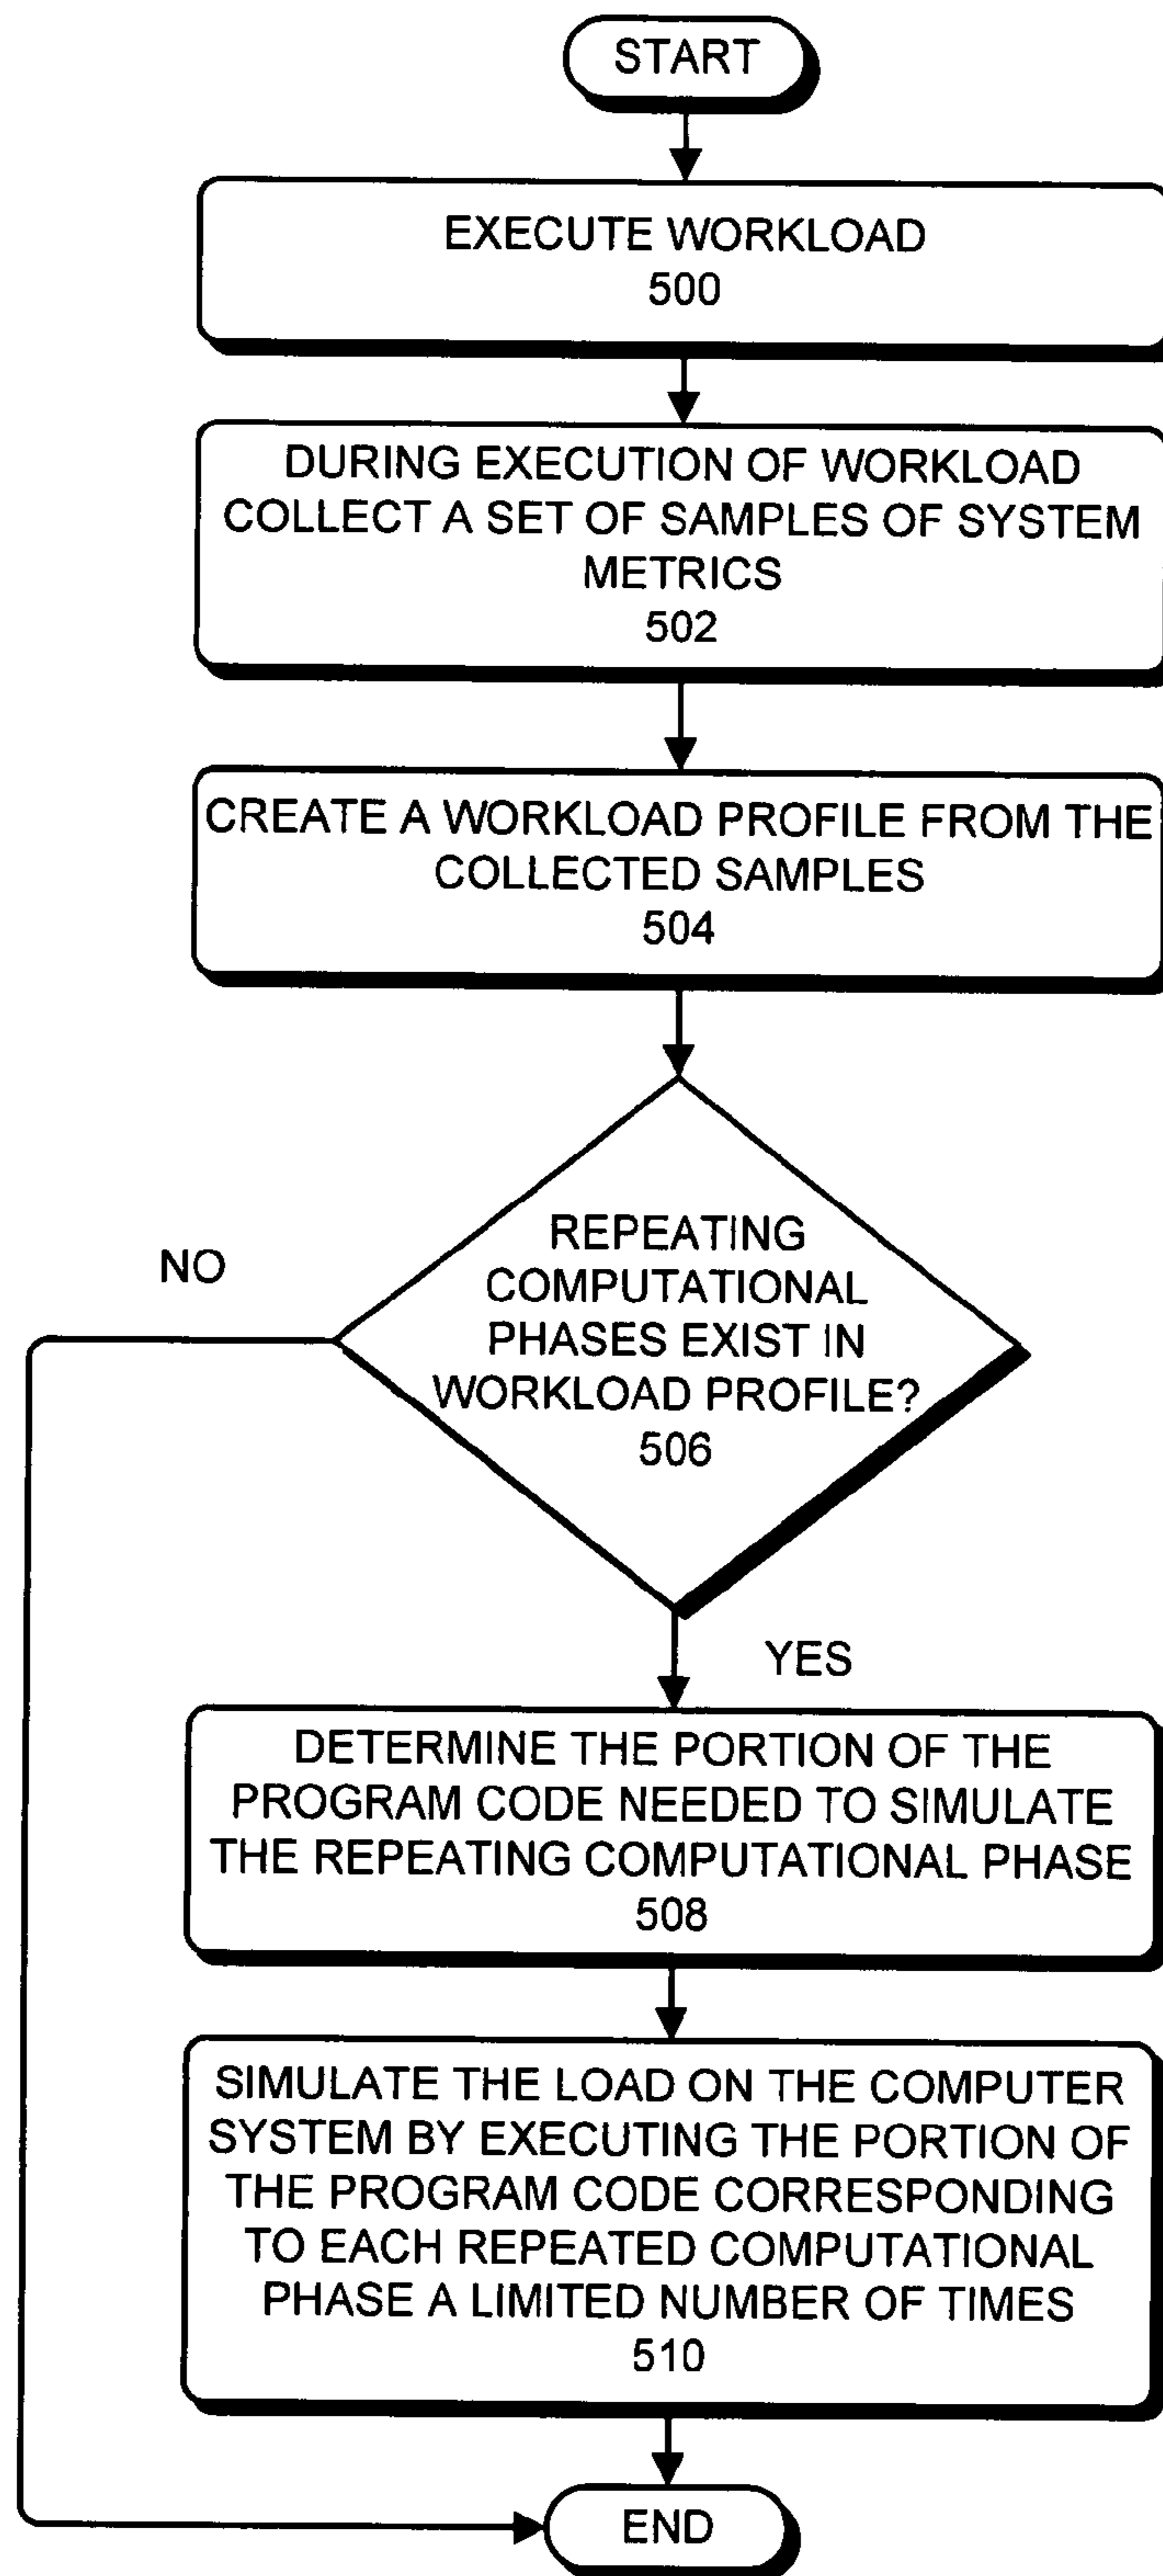 START
EXECUTE WORKLOAD
500
DURING EXECUTION OF WORKLOAD
COLLECT A SET OF SAMPLES OF SYSTEM
METRICS
502
CREATE A WORKLOAD PROFILE FROM THE
COLLECTED SAMPLES
504
REPEATING
COMPUTATIONAL
PHASES EXIST IN
WORKLOAD PROFILE?
506
NO
YES
DETERMINE THE PORTION OF THE
PROGRAM CODE NEEDED TO SIMULATE
THE REPEATING COMPUTATIONAL PHASE
508
SIMULATE THE LOAD ON THE COMPUTER
SYSTEM BY EXECUTING THE PORTION OF
THE PROGRAM CODE CORRESPONDING
TO EACH REPEATED COMPUTATIONAL
PHASE A LIMITED NUMBER OF TIMES
510
END